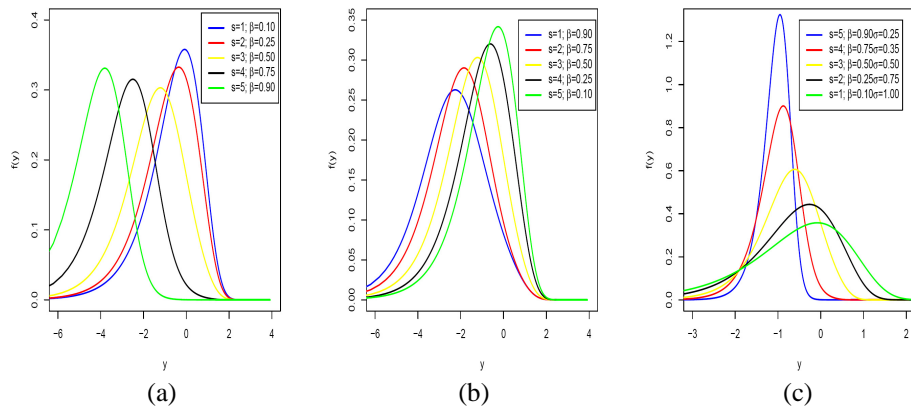 0.4
0.3
0.2
0.1
0.0
f(y)
s=1; β=0.10
s=2; β=0.25
s=3; β=0.50
s=4; β=0.75
s=5; β=0.90
−6 −4 −2 0 2 4
y
(a)
0.35
0.30
0.25
0.20
0.15
0.10
0.05
0.00
f(y)
s=1; β=0.90
s=2; β=0.75
s=3; β=0.50
s=4; β=0.25
s=5; β=0.10
−6 −4 −2 0 2 4
y
(b)
1.2
1.0
0.8
0.6
0.4
0.2
0.0
f(y)
s=5; β=0.90σ=0.25
s=4; β=0.75σ=0.35
s=3; β=0.50σ=0.50
s=2; β=0.25σ=0.75
s=1; β=0.10σ=1.00
−3 −2 −1 0 1 2
y
(c)